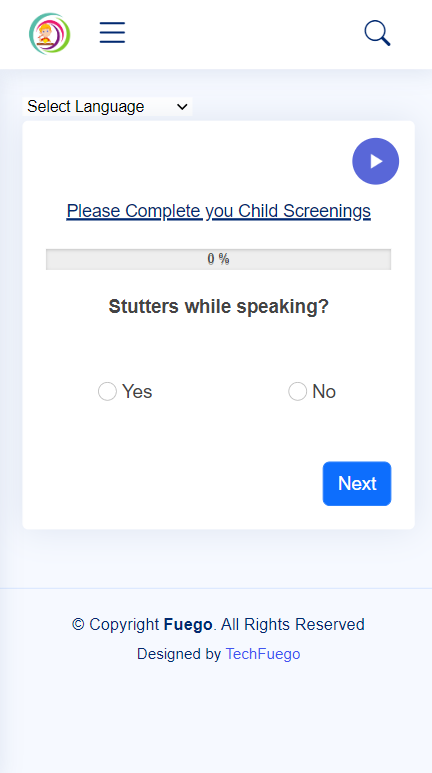 Select Language
Please Complete you Child Screenings
0 %
Stutters while speaking?
Yes No
Next
© Copyright Fuego. All Rights Reserved
Designed by TechFuego